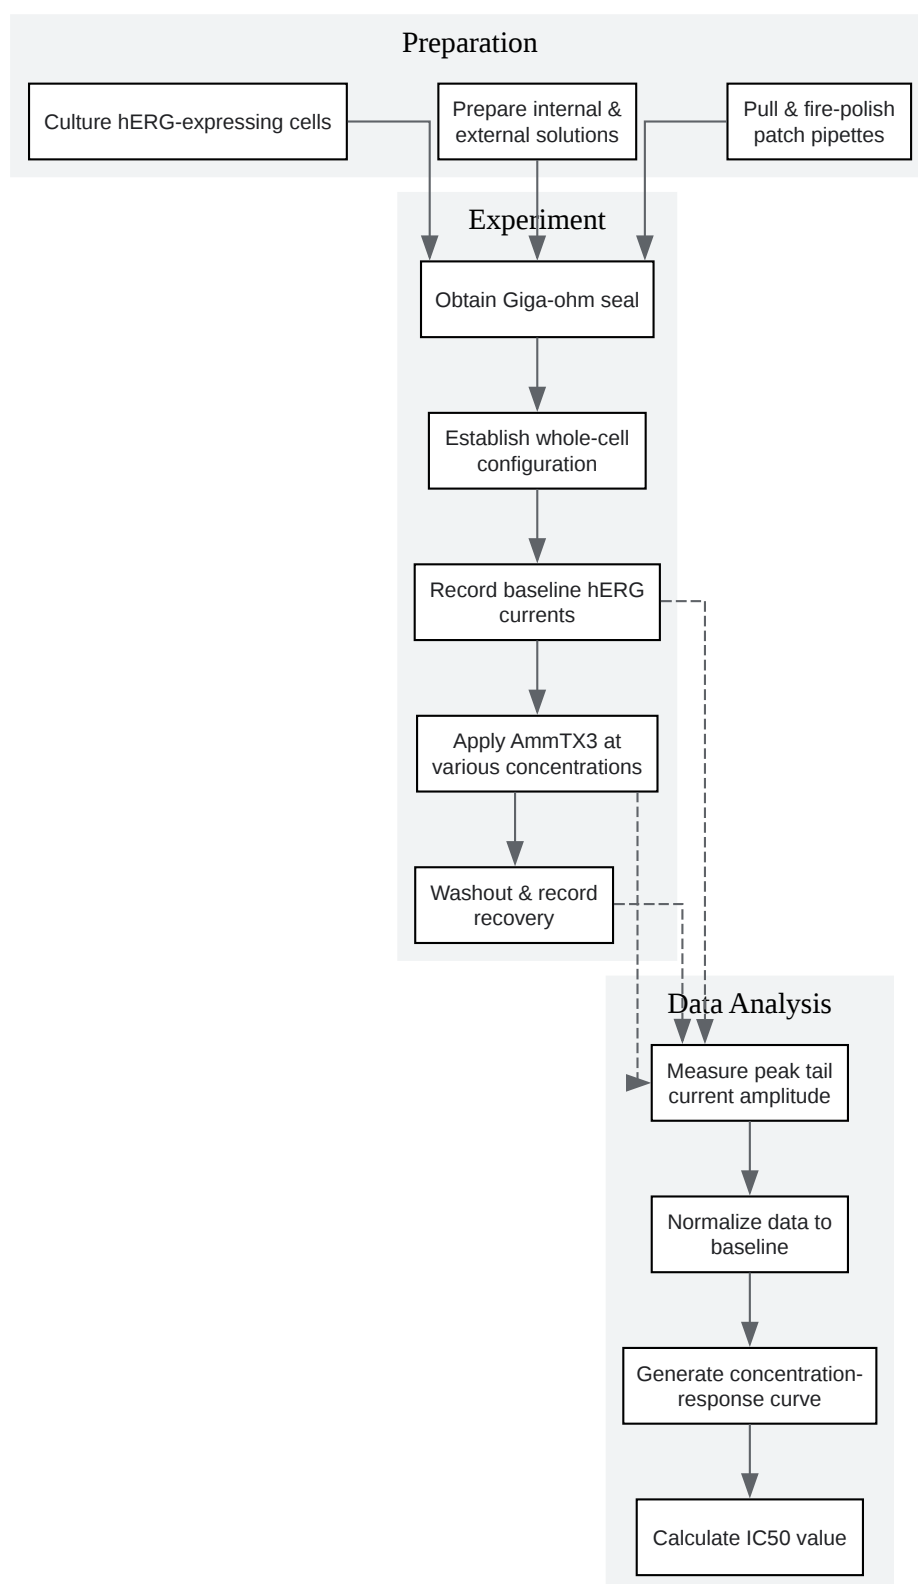 Preparation
Culture hERG-expressing cells
Prepare internal &
external solutions
Pull & fire-polish
patch pipettes
Experiment
Obtain Giga-ohm seal
Establish whole-cell
configuration
Record baseline hERG
currents
Apply AmmTX3 at
various concentrations
Washout & record
recovery
Data Analysis
Measure peak tail
current amplitude
Normalize data to
baseline
Generate concentration-
response curve
Calculate IC50 value